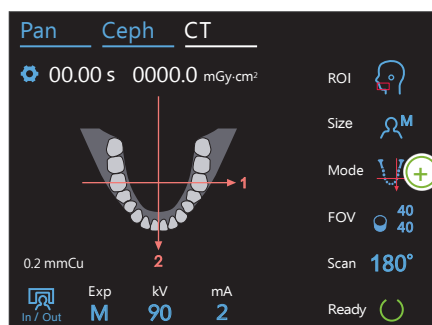 Pan Ceph CT
00.00 s 0000.0 mGy·cm²
ROI
Size M
Mode +
1
FOV 40
40
2
0.2 mmCu
Scan 180°
Exp kV mA
In / Out M 90 2
Ready